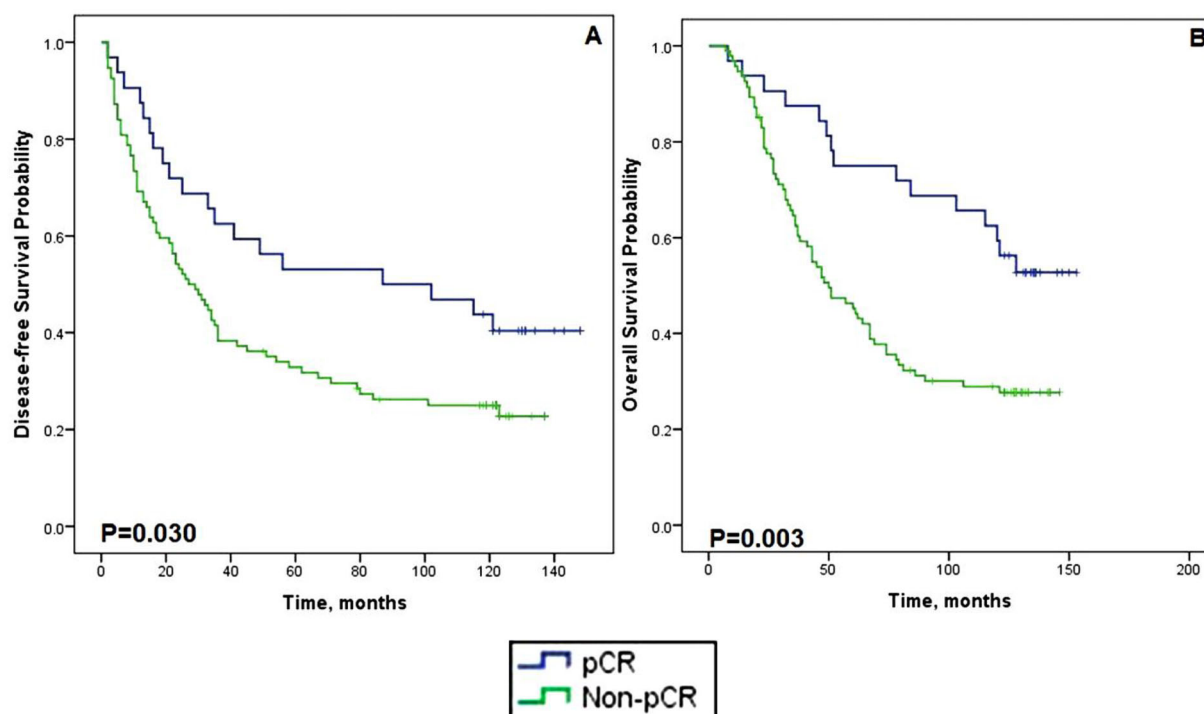 A
Disease-free Survival Probability
1.0
0.8
0.6
0.4
0.2
0.0
P=0.030
0 20 40 60 80 100 120 140
Time, months
B
Overall Survival Probability
1.0
0.8
0.6
0.4
0.2
0.0
P=0.003
0 50 100 150 200
Time, months
pCR
Non-pCR